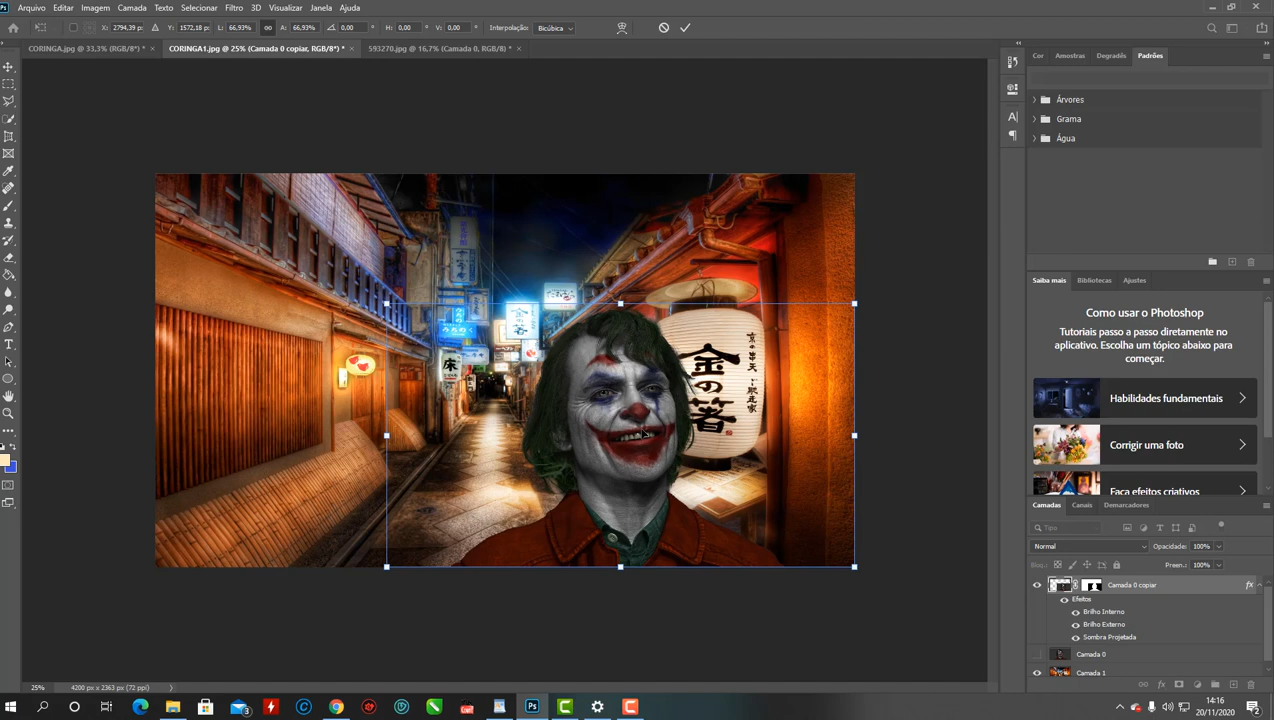 Arquivo Editar Imagem Camada Texto Selecionar Filtro 3D Visualizar Janela Ajuda
X: 2794,39 p: Y: 1572,18 p: L: 66,93% A: 66,93% 0,00 ° H: 0,00 ° V: 0,00 ° Interpolação: Bicúbica
CORINGA.jpg @ 33,3% (RGB/8*) * × CORINGA1.jpg @ 25% (Camada 0 copiar, RGB/8*) * × 593270.jpg @ 16,7% (Camada 0, RGB/8) * ×
Cor Amostras Degradês Padrões
Árvores
Grama
Água
金の箸
床
Saiba mais Bibliotecas Ajustes
Como usar o Photoshop
Tutoriais passo a passo diretamente no
aplicativo. Escolha um tópico abaixo para
começar.
Habilidades fundamentais
Corrigir uma foto
Faça efeitos criativos
Camadas Canais Demarcadores
Tipo
Normal Opacidade: 100%
Bloq.: Preen.: 100%
Camada 0 copiar fx
Efeitos
Brilho Interno
Brilho Externo
Sombra Projetada
Camada 0
Camada 1
25% 4200 px x 2363 px (72 ppi)
14:16
20/11/2020